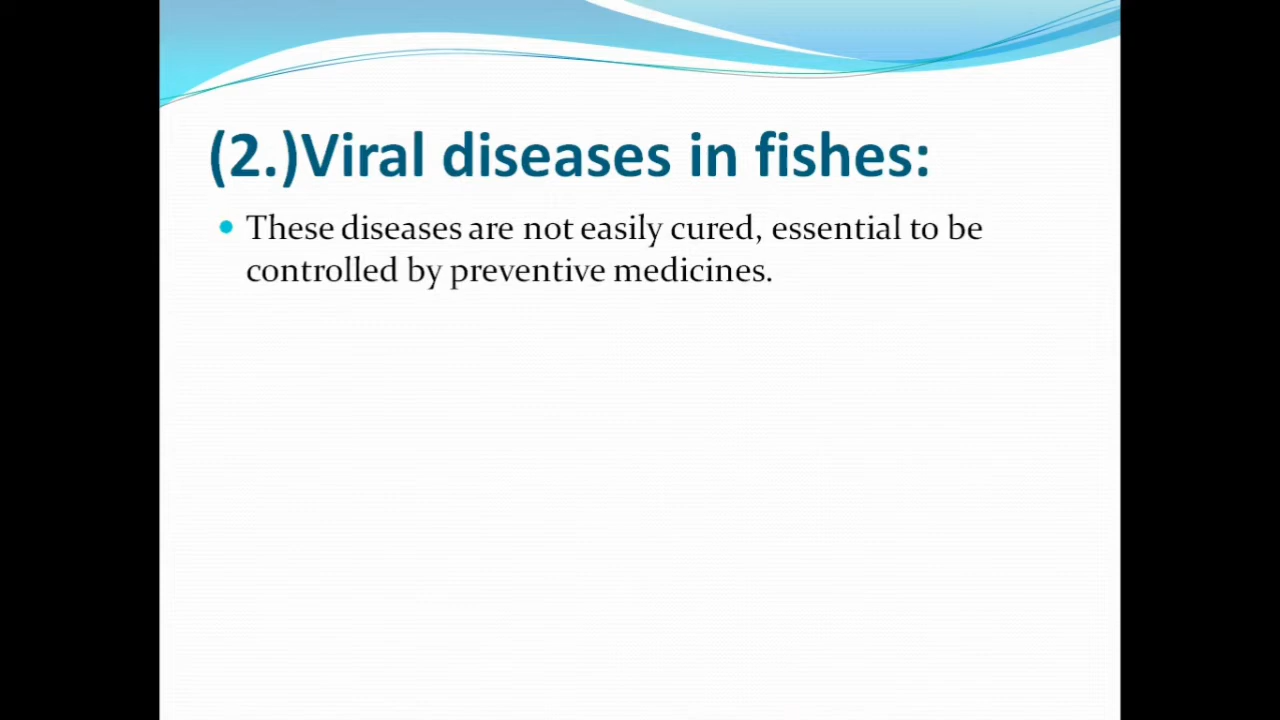 (2.)Viral diseases in fishes:
• These diseases are not easily cured, essential to be
controlled by preventive medicines.